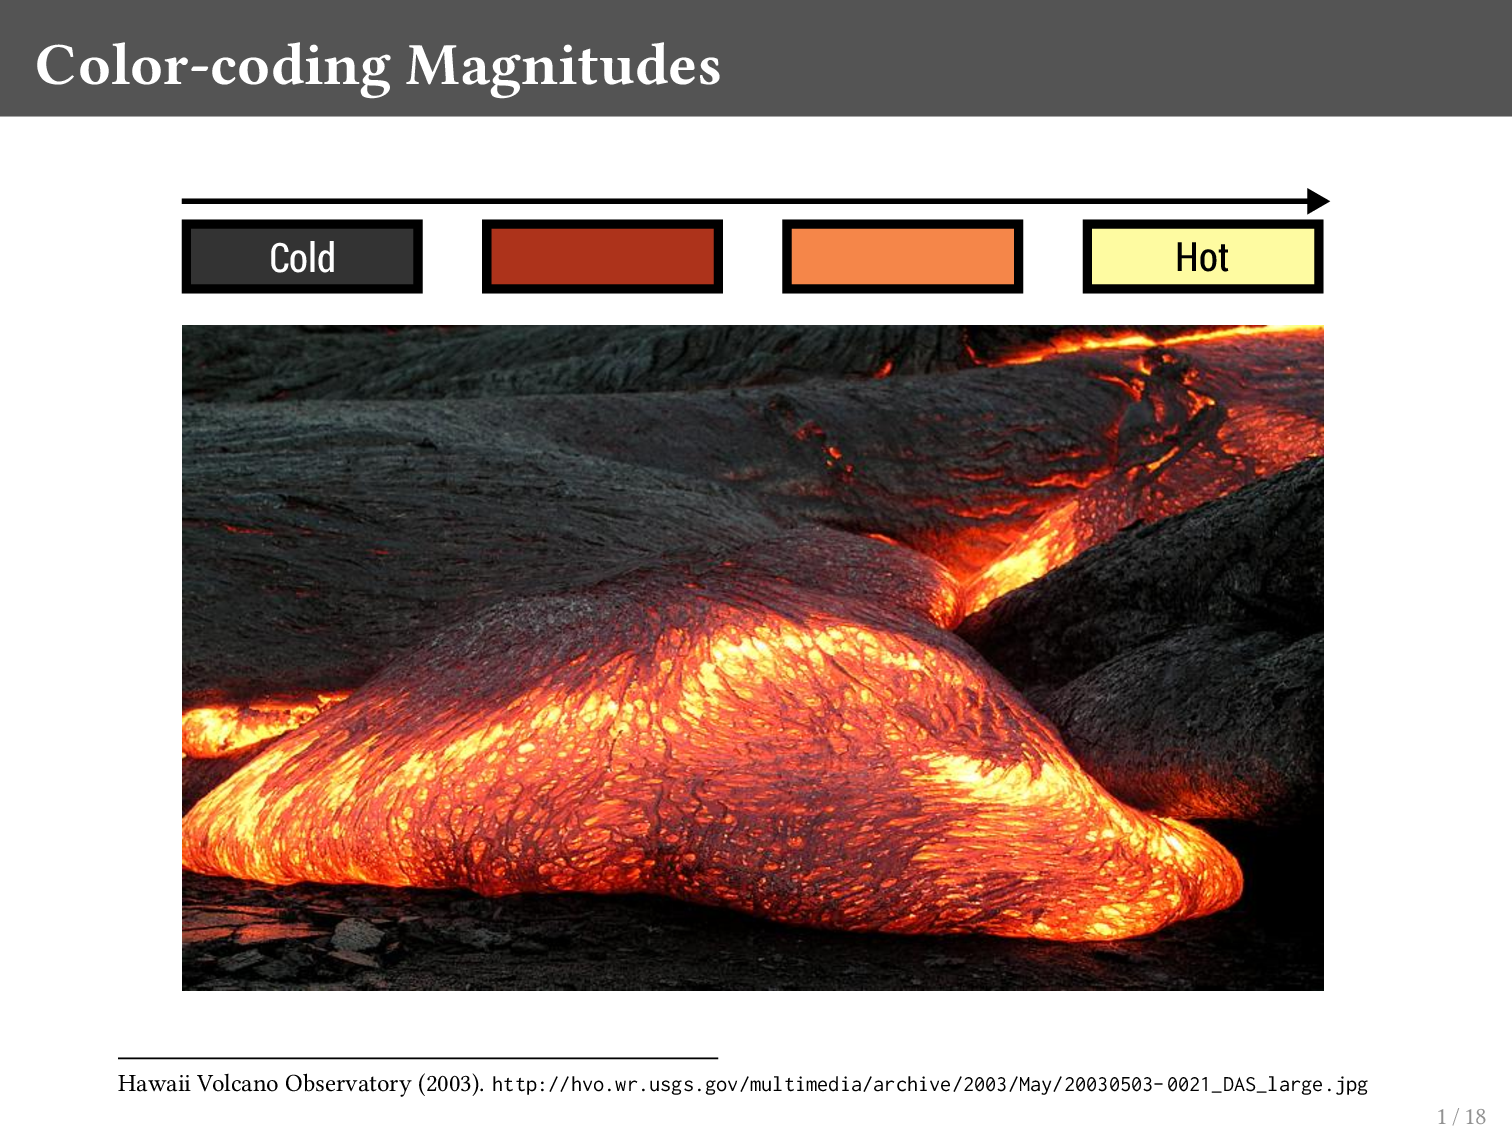 Color-coding Magnitudes
Cold
Hot
Hawaii Volcano Observatory (2003). http://hvo.wr.usgs.gov/multimedia/archive/2003/May/20030503-0021_DAS_large.jpg
1 / 18